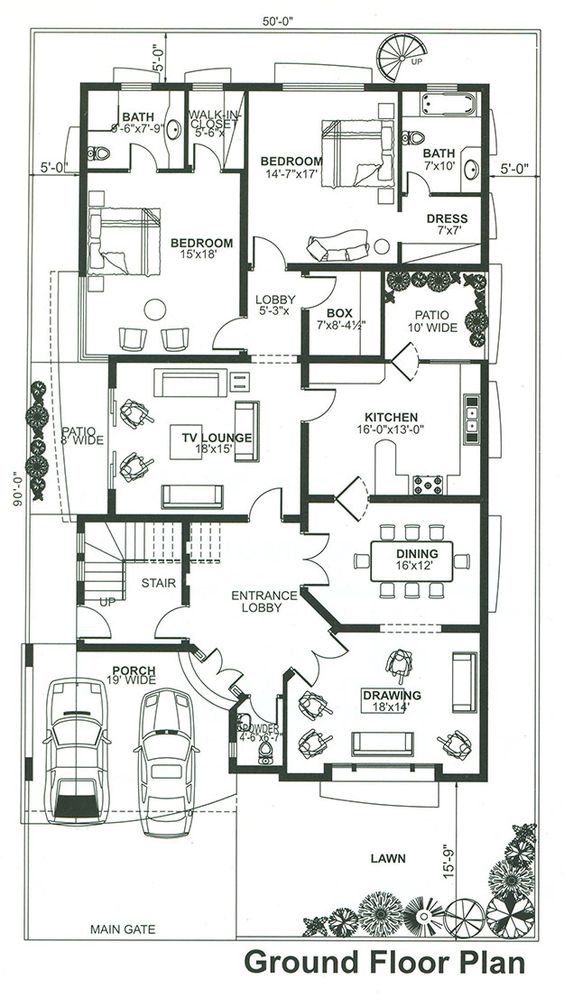 50'-0"
5'-0"
UP
BATH
8'-6"x7'-9"
WALK-IN-
CLOSET
5'-6"x
BEDROOM
14'-7"x17'
BATH
7'x10'
5'-0"
5'-0"
DRESS
7'x7'
BEDROOM
15'x18'
LOBBY
5'-3"x
BOX
7'x8'-4½"
PATIO
10' WIDE
KITCHEN
16'-0"x13'-0"
TV LOUNGE
18'x15'
PATIO
8' WIDE
90'-0"
DINING
16'x12'
STAIR
UP
ENTRANCE
LOBBY
PORCH
19' WIDE
DRAWING
18'x14'
POWDER
4'-6"x6'-7"
LAWN
15'-9"
MAIN GATE
Ground Floor Plan